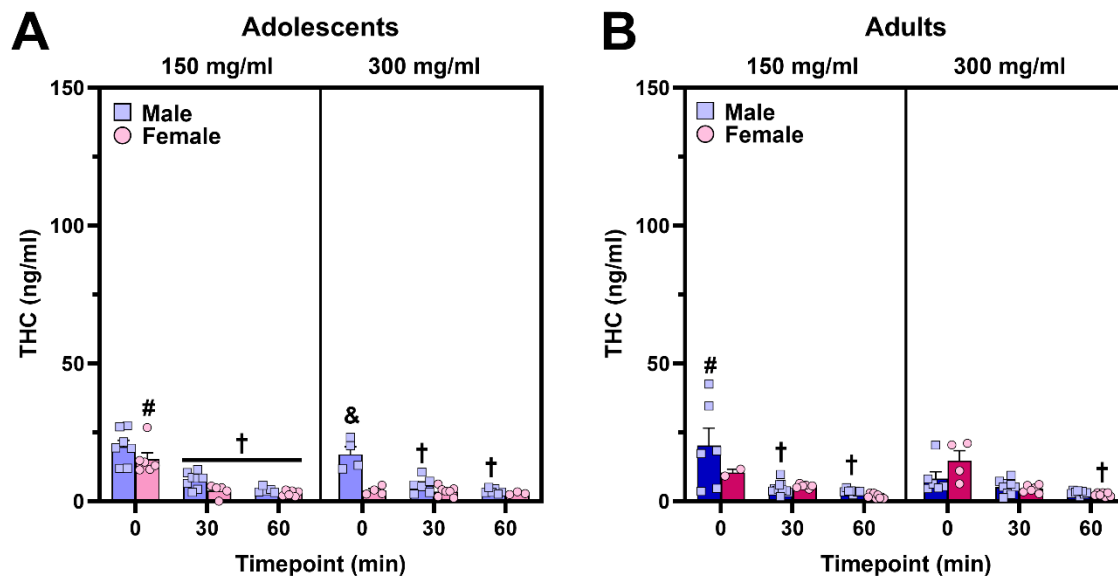 A
Adolescents
150 mg/ml
300 mg/ml
Male
Female
THC (ng/ml)
150
100
50
0
#
†
&
†
†
0
30
60
0
30
60
Timepoint (min)
B
Adults
150 mg/ml
300 mg/ml
Male
Female
THC (ng/ml)
150
100
50
0
#
†
†
†
0
30
60
0
30
60
Timepoint (min)